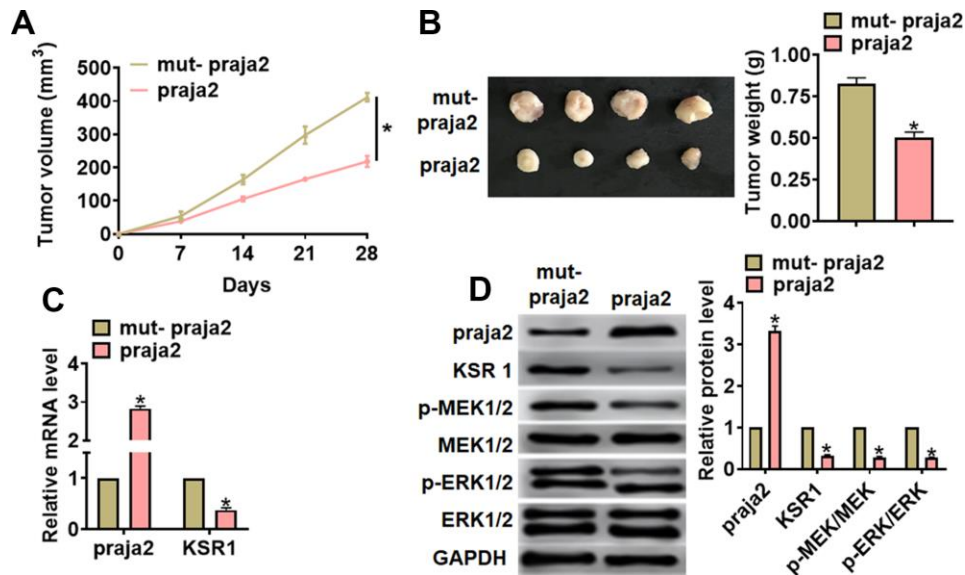 A
mut- praja2
praja2
Tumor volume (mm³)
500
400
300
200
100
0
0 7 14 21 28
Days
*
B
mut-
praja2
praja2
mut- praja2
praja2
Tumor weight (g)
1.00
0.75
0.50
0.25
0.00
*
C
mut- praja2
praja2
Relative mRNA level
4
3
2
1
0
* *
praja2 KSR1
D
mut-
praja2 praja2
praja2
KSR 1
p-MEK1/2
MEK1/2
p-ERK1/2
ERK1/2
GAPDH
mut- praja2
praja2
Relative protein level
4
3
2
1
0
* * * *
praja2
KSR1
p-MEK/MEK
p-ERK/ERK